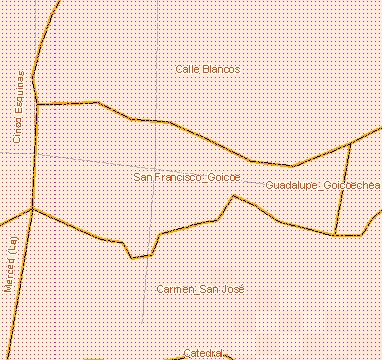 Calle Blancos
Cinco Esquinas
San Francisco_Goicoe
Guadalupe_Goicoechea
Merced (La)
Carmen_San José
Catedral